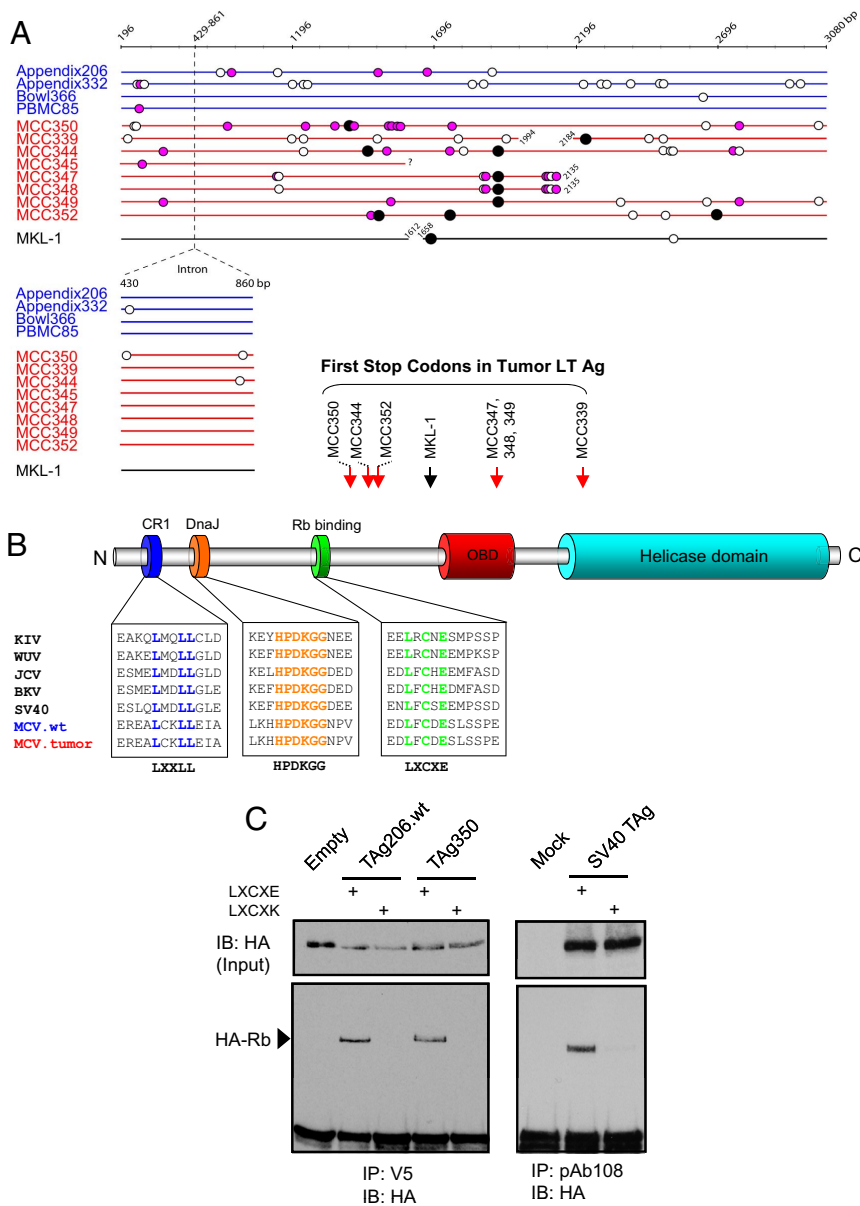 A
196
429-861
1196
1696
2196
2696
3080 bp
Appendix206
Appendix332
Bowl366
PBMC85
MCC350
MCC339 1994 2184
MCC344
MCC345 ?
MCC347 2135
MCC348 2135
MCC349
MCC352
MKL-1 1612 1658
Intron
430 860 bp
Appendix206
Appendix332
Bowl366
PBMC85
MCC350
MCC339
MCC344
MCC345
MCC347
MCC348
MCC349
MCC352
MKL-1
First Stop Codons in Tumor LT Ag
MCC350
MCC344
MCC352
MKL-1
MCC347,
348, 349
MCC339
B
CR1 DnaJ Rb binding
N OBD Helicase domain C
KIV EAKQLMQLLCLD KEYHPDKGGNEE EELRCNESMPSSP
WUV EAKELMQLLGLD KEFHPDKGGNEE EELRCNEEMPKSP
JCV ESMELMDLLGLD KELHPDKGGDED EDLFCHEEMFASD
BKV ESMELMDLLGLE KEFHPDKGGDED EDLFCHEDMFASD
SV40 ESLQLMDLLGLE KEFHPDKGGDEE ENLFCSEEMPSSD
MCV.wt EREALCKLLEIA LKHHPDKGGNPV EDLFCDESLSSPE
MCV.tumor EREALCKLLEIA LKHHPDKGGNPV EDLFCDESLSSPE
LXXLL HPDKGG LXCXE
C
Empty TAg206.wt TAg350 Mock SV40 TAg
LXCXE + + +
LXCXK + + +
IB: HA
(Input)
HA-Rb
IP: V5
IB: HA
IP: pAb108
IB: HA